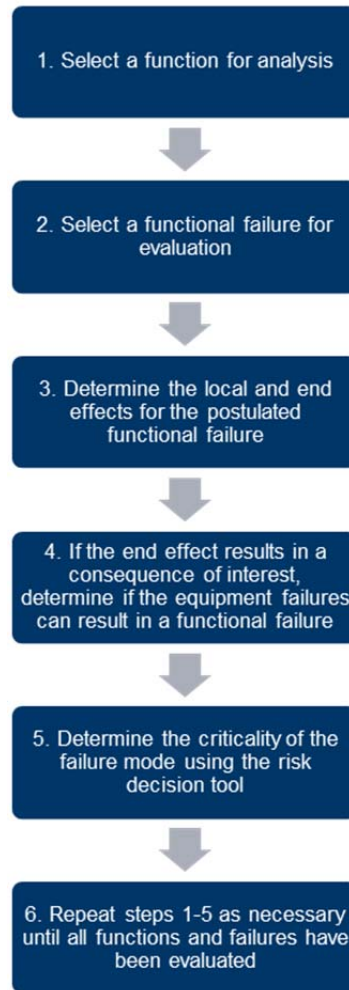 1. Select a function for analysis
2. Select a functional failure for
evaluation
3. Determine the local and end
effects for the postulated
functional failure
4. If the end effect results in a
consequence of interest,
determine if the equipment failures
can result in a functional failure
5. Determine the criticality of the
failure mode using the risk
decision tool
6. Repeat steps 1-5 as necessary
until all functions and failures have
been evaluated